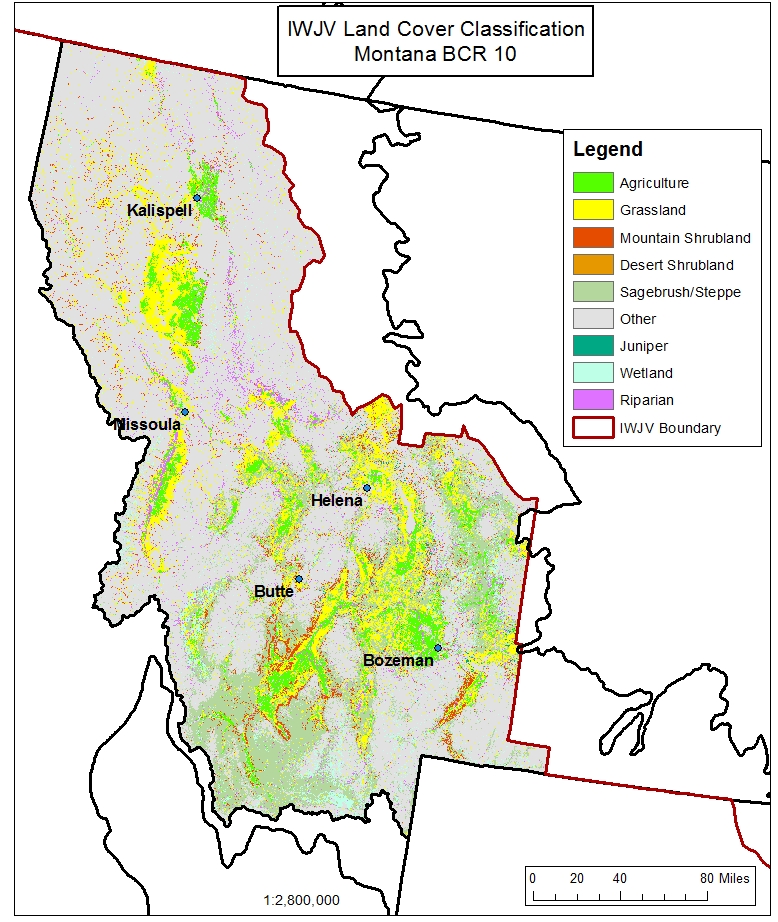 IWJV Land Cover Classification
Montana BCR 10
Legend
Agriculture
Grassland
Mountain Shrubland
Desert Shrubland
Sagebrush/Steppe
Other
Juniper
Wetland
Riparian
IWJV Boundary
Kalispell
Nissoula
Helena
Butte
Bozeman
0 20 40 80 Miles
1:2,800,000